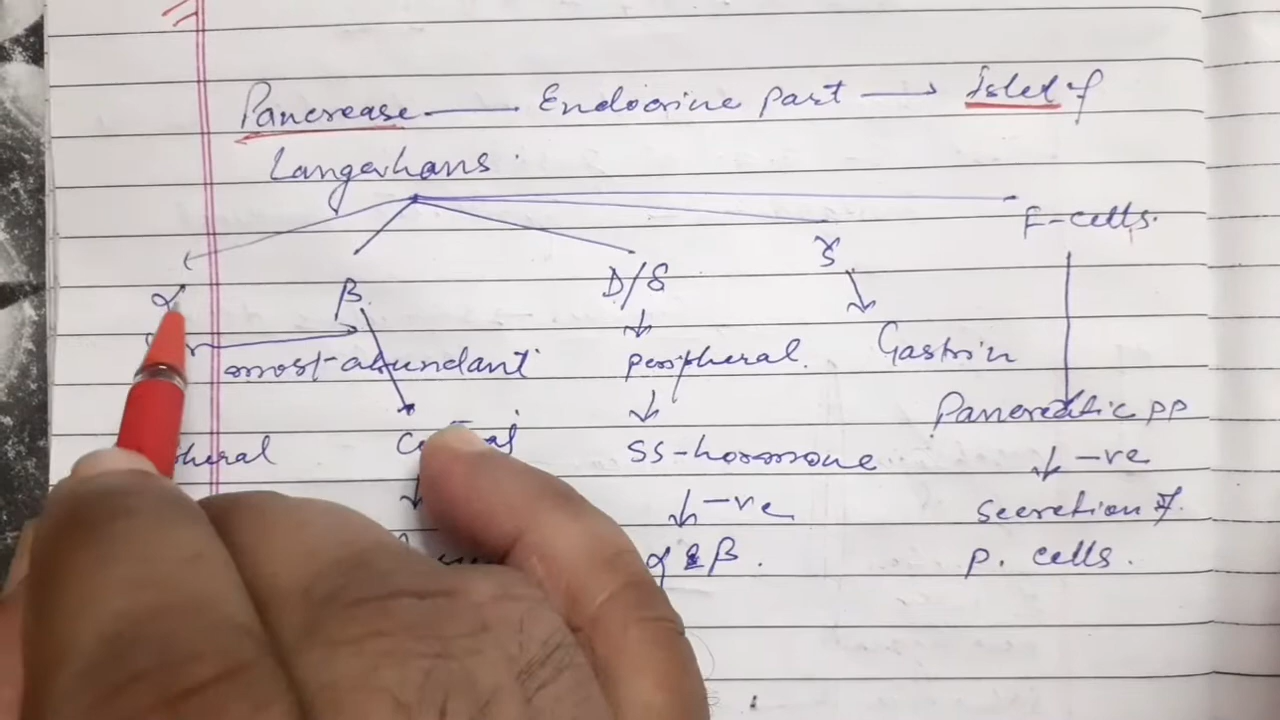 Pancrease — Endocrine part → Islet of
Langerhans.
F-cells.
α β D/δ γ
most-abundant peripheral. Gastrin
Pancreatic PP
SS-hormone ↓ -ve
↓ -ve secretion of
α & β. P. cells.